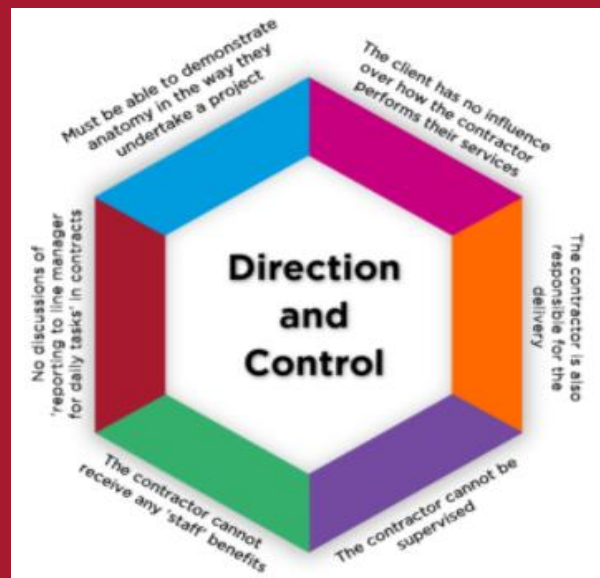 Must be able to demonstrate
anatomy in the way they
undertake a project
The client has no influence
over how the contractor
performs their services
The contractor is also
responsible for the
delivery
The contractor cannot be
supervised
The contractor cannot
receive any 'staff' benefits
No discussions of
'reporting to line manager
for daily tasks' in contracts
Direction
and
Control